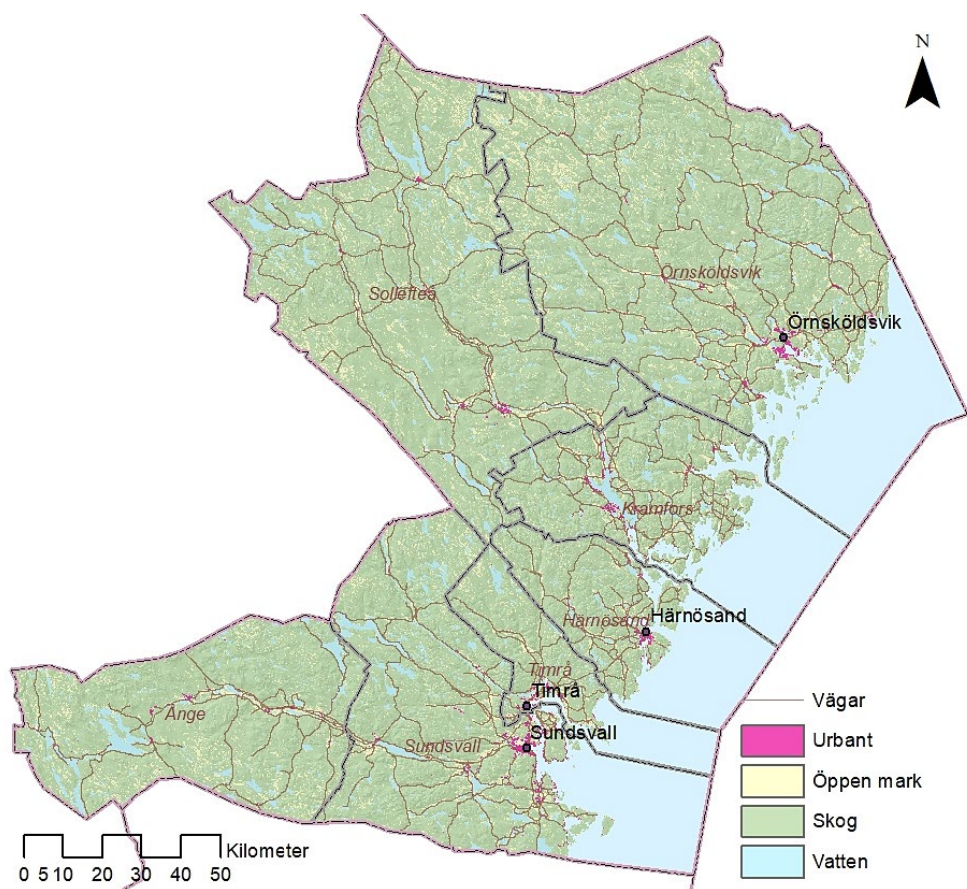 N
Örnsköldsvik
Sollefteå
Örnsköldsvik
Kramfors
Härnösand
Härnösand
Timrå
Timrå
Ånge
Sundsvall
Sundsvall
Vägar
Urbant
Öppen mark
Skog
Vatten
Kilometer
0 5 10 20 30 40 50